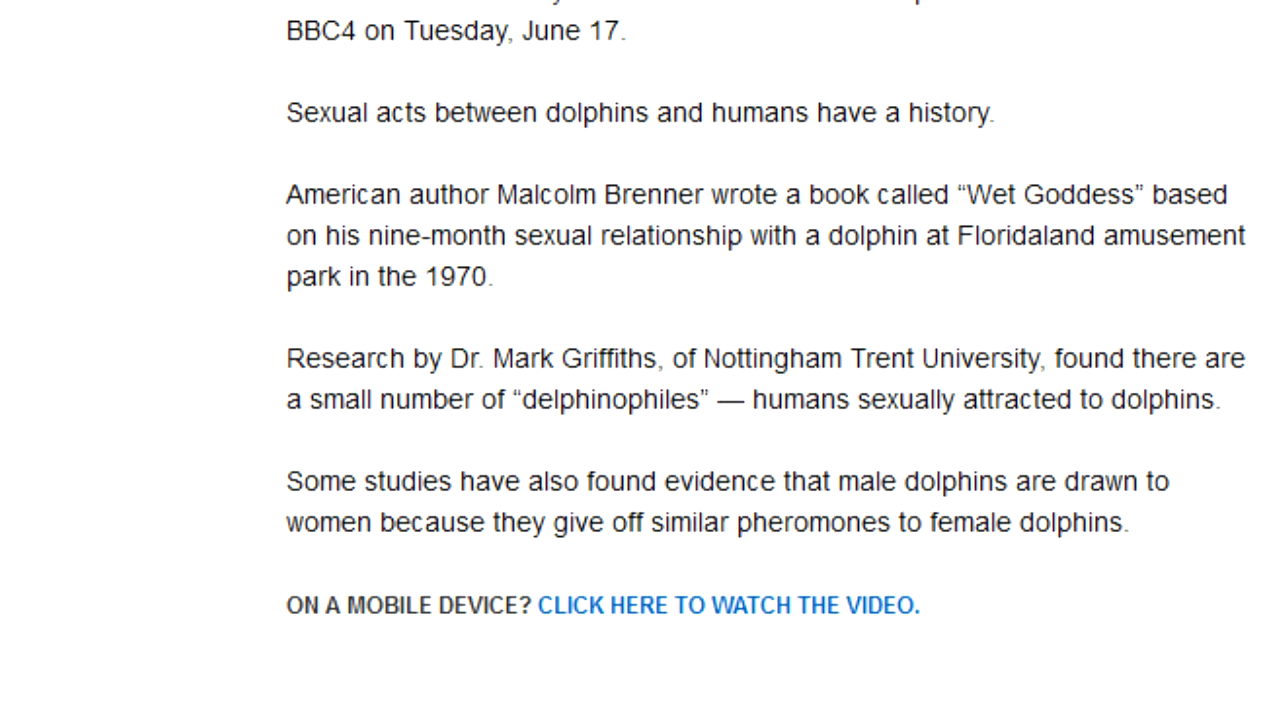 BBC4 on Tuesday, June 17.
Sexual acts between dolphins and humans have a history.
American author Malcolm Brenner wrote a book called “Wet Goddess” based
on his nine-month sexual relationship with a dolphin at Floridaland amusement
park in the 1970.
Research by Dr. Mark Griffiths, of Nottingham Trent University, found there are
a small number of “delphinophiles” — humans sexually attracted to dolphins.
Some studies have also found evidence that male dolphins are drawn to
women because they give off similar pheromones to female dolphins.
ON A MOBILE DEVICE? CLICK HERE TO WATCH THE VIDEO.